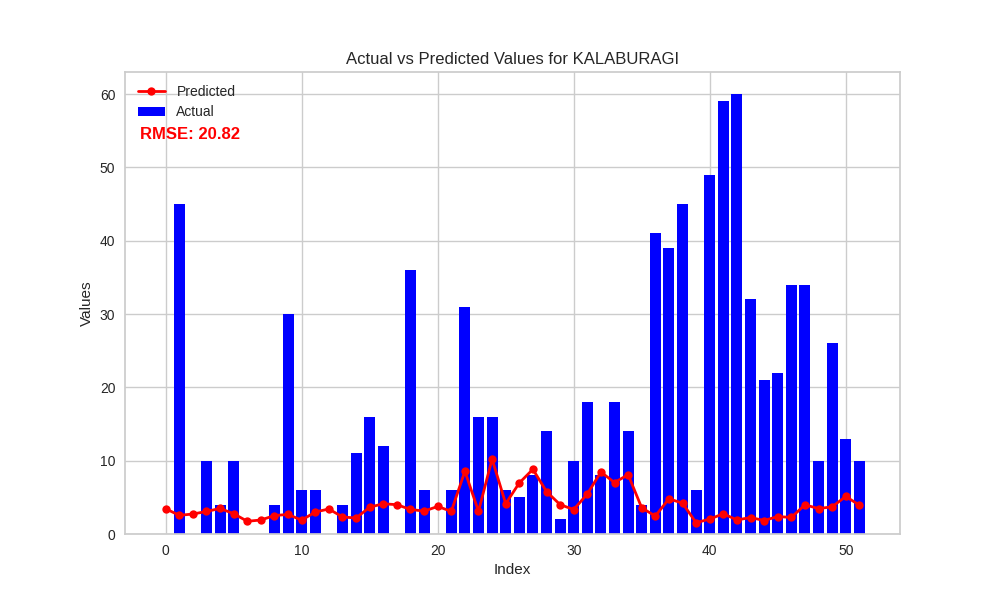 Actual vs Predicted Values for KALABURAGI
Predicted
Actual
RMSE: 20.82
Values
60
50
40
30
20
10
0
0 10 20 30 40 50
Index